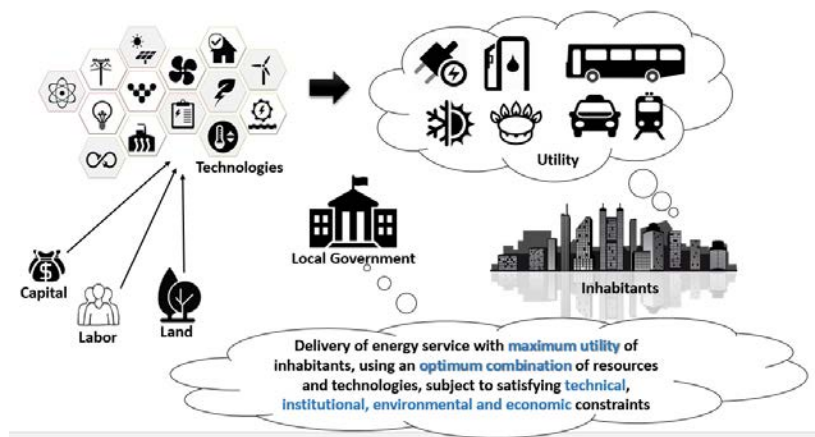 Technologies
Utility
Local Government
Inhabitants
Capital
Labor
Land
Delivery of energy service with maximum utility of
inhabitants, using an optimum combination of resources
and technologies, subject to satisfying technical,
institutional, environmental and economic constraints